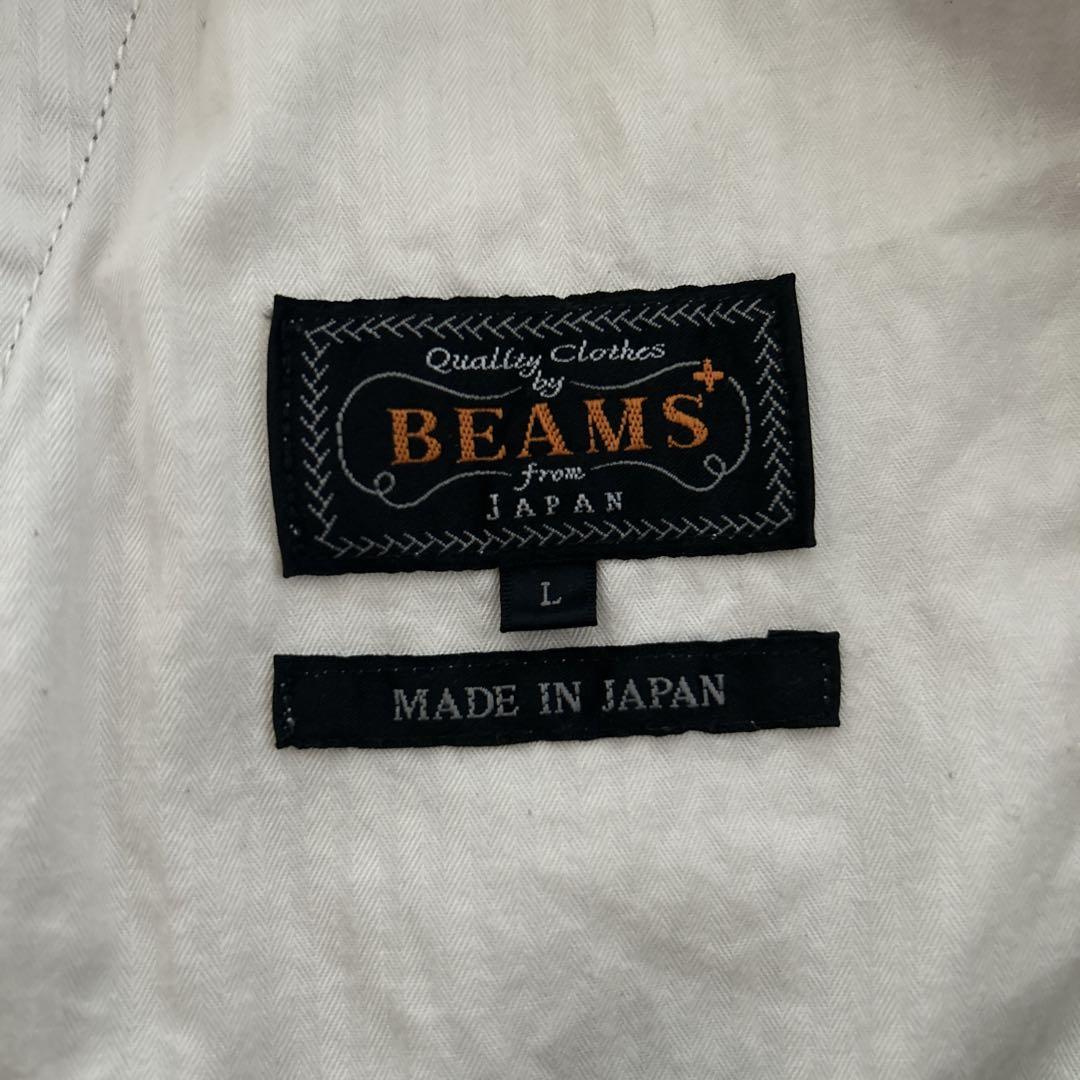 Quality Clothes
by
BEAMS+
from
JAPAN
L
MADE IN JAPAN